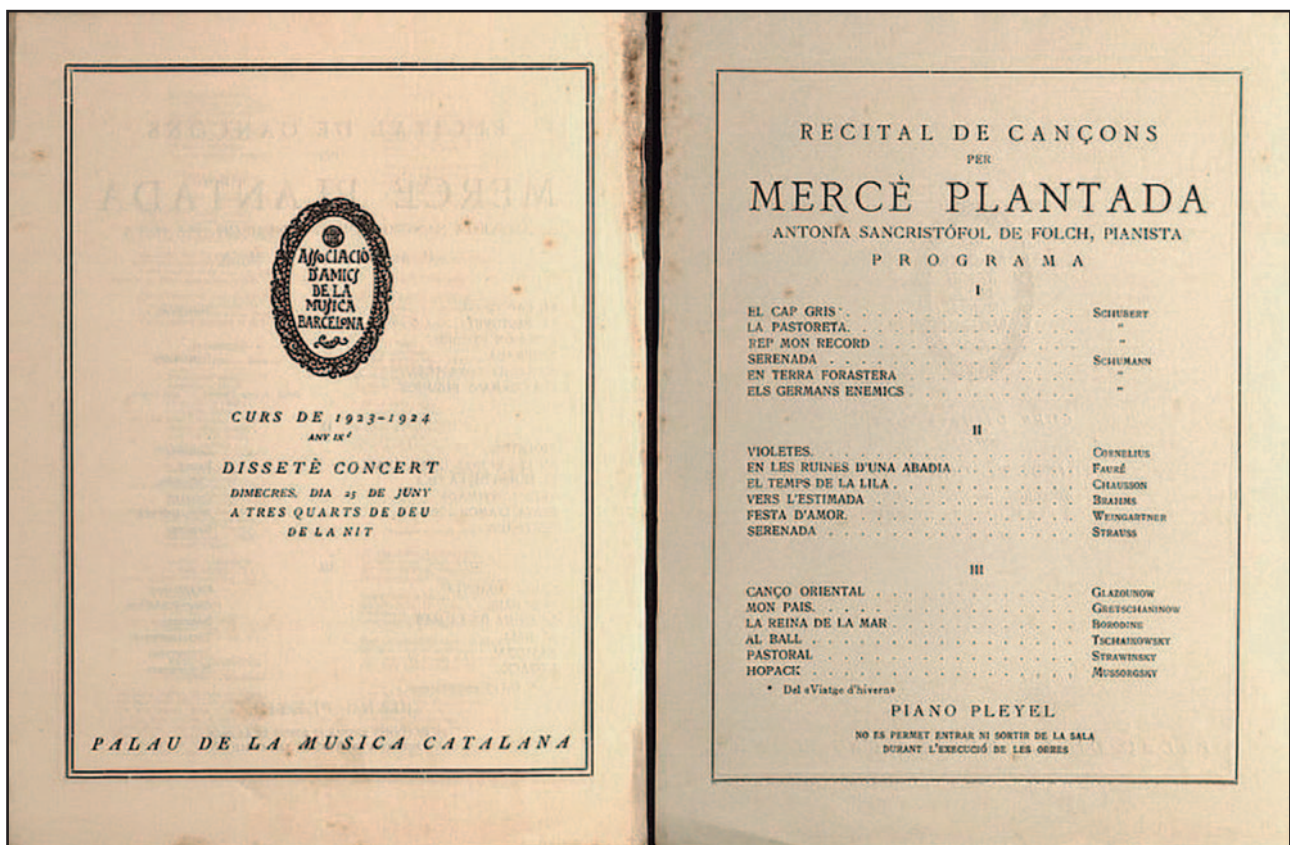 ASSOCIACIÓ
D'AMICS
DE LA
MUSICA
BARCELONA
CURS DE 1923-1924
ANY IXè
DISSETÈ CONCERT
DIMECRES, DIA 25 DE JUNY
A TRES QUARTS DE DEU
DE LA NIT
PALAU DE LA MUSICA CATALANA
RECITAL DE CANÇONS
PER
MERCÈ PLANTADA
ANTONIA SANCRISTÓFOL DE FOLCH, PIANISTA
PROGRAMA
I
EL CAP GRIS * . . . . . . . . . . . . . . SCHUBERT
LA PASTORETA. . . . . . . . . . . . . . "
REP MON RECORD . . . . . . . . . . . . . "
SERENADA . . . . . . . . . . . . . . . SCHUMANN
EN TERRA FORASTERA . . . . . . . . . . . "
ELS GERMANS ENEMICS . . . . . . . . . . "
II
VIOLETES. . . . . . . . . . . . . . . . CORNELIUS
EN LES RUINES D'UNA ABADIA . . . . . . . FAURÉ
EL TEMPS DE LA LILA . . . . . . . . . . . CHAUSSON
VERS L'ESTIMADA . . . . . . . . . . . . BRAHMS
FESTA D'AMOR. . . . . . . . . . . . . . WEINGARTNER
SERENADA . . . . . . . . . . . . . . . STRAUSS
III
CANÇO ORIENTAL . . . . . . . . . . . . . GLAZOUNOW
MON PAIS. . . . . . . . . . . . . . . . GRETSCHANINOW
LA REINA DE LA MAR . . . . . . . . . . . BORODINE
AL BALL . . . . . . . . . . . . . . . . TSCHAIKOWSKY
PASTORAL . . . . . . . . . . . . . . . STRAWINSKY
HOPACK . . . . . . . . . . . . . . . . MUSSORGSKY
* Del «Viatge d'hivern»
PIANO PLEYEL
NO ES PERMET ENTRAR NI SORTIR DE LA SALA
DURANT L'EXECUCIÓ DE LES OBRES